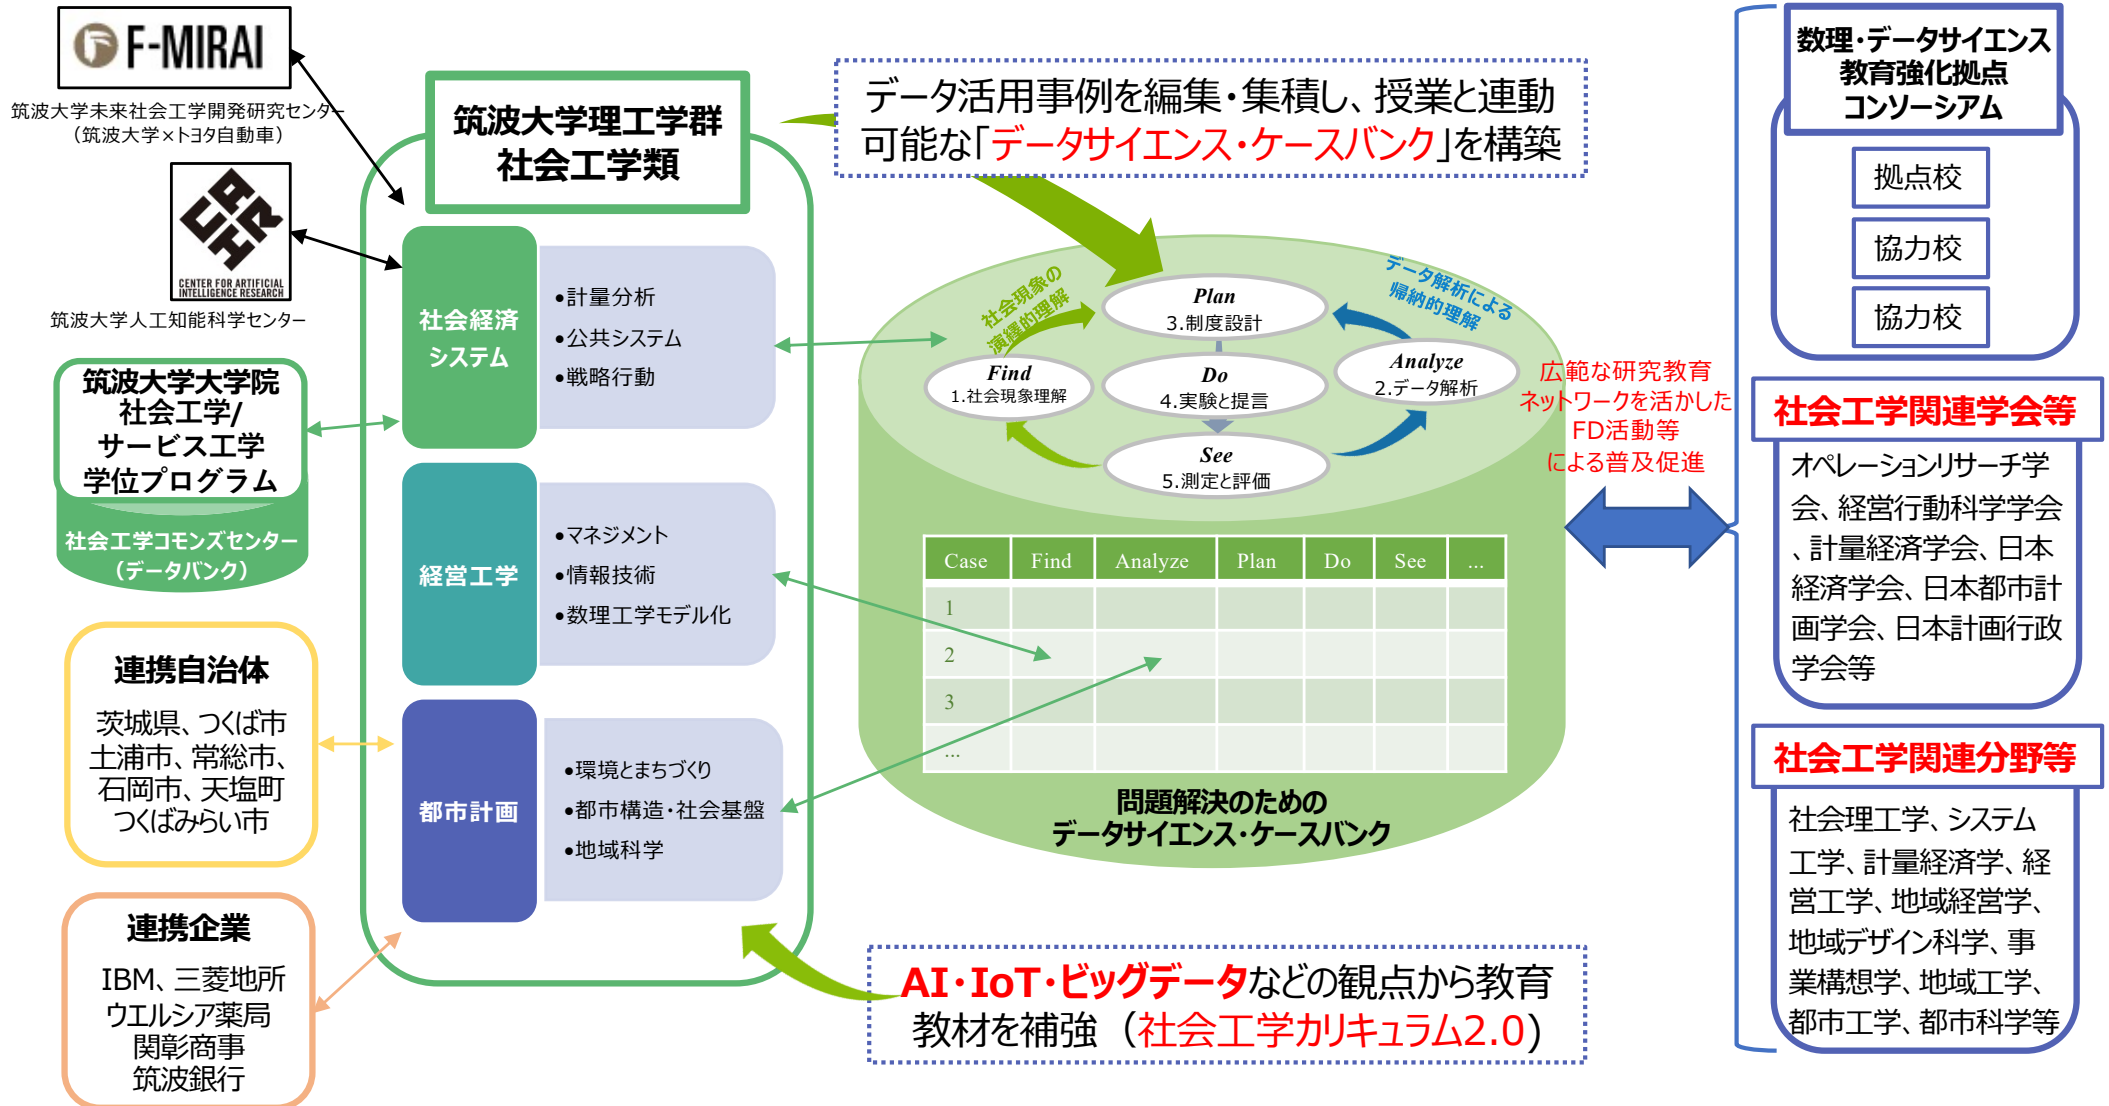 F-MIRAI
筑波大学未来社会工学開発研究センター
（筑波大学×トヨタ自動車）
CAIR
CENTER FOR ARTIFICIAL
INTELLIGENCE RESEARCH
筑波大学人工知能科学センター
筑波大学大学院
社会工学/
サービス工学
学位プログラム
社会工学コモンズセンター
（データバンク）
連携自治体
茨城県、つくば市
土浦市、常総市、
石岡市、天塩町
つくばみらい市
連携企業
IBM、三菱地所
ウエルシア薬局
関彰商事
筑波銀行
筑波大学理工学群
社会工学類
社会経済
システム
•計量分析
•公共システム
•戦略行動
経営工学
•マネジメント
•情報技術
•数理工学モデル化
都市計画
•環境とまちづくり
•都市構造・社会基盤
•地域科学
データ活用事例を編集・集積し、授業と連動
可能な「データサイエンス・ケースバンク」を構築
社会現象の
演繹的理解
データ解析による
帰納的理解
Plan
3.制度設計
Find
1.社会現象理解
Do
4.実験と提言
Analyze
2.データ解析
See
5.測定と評価
Case Find Analyze Plan Do See ...
1
2
3
...
問題解決のための
データサイエンス・ケースバンク
AI・IoT・ビッグデータなどの観点から教育
教材を補強（社会工学カリキュラム2.0）
広範な研究教育
ネットワークを活かした
FD活動等
による普及促進
数理・データサイエンス
教育強化拠点
コンソーシアム
拠点校
協力校
協力校
社会工学関連学会等
オペレーションリサーチ学
会、経営行動科学学会
、計量経済学会、日本
経済学会、日本都市計
画学会、日本計画行政
学会等
社会工学関連分野等
社会理工学、システム
工学、計量経済学、経
営工学、地域経営学、
地域デザイン科学、事
業構想学、地域工学、
都市工学、都市科学等